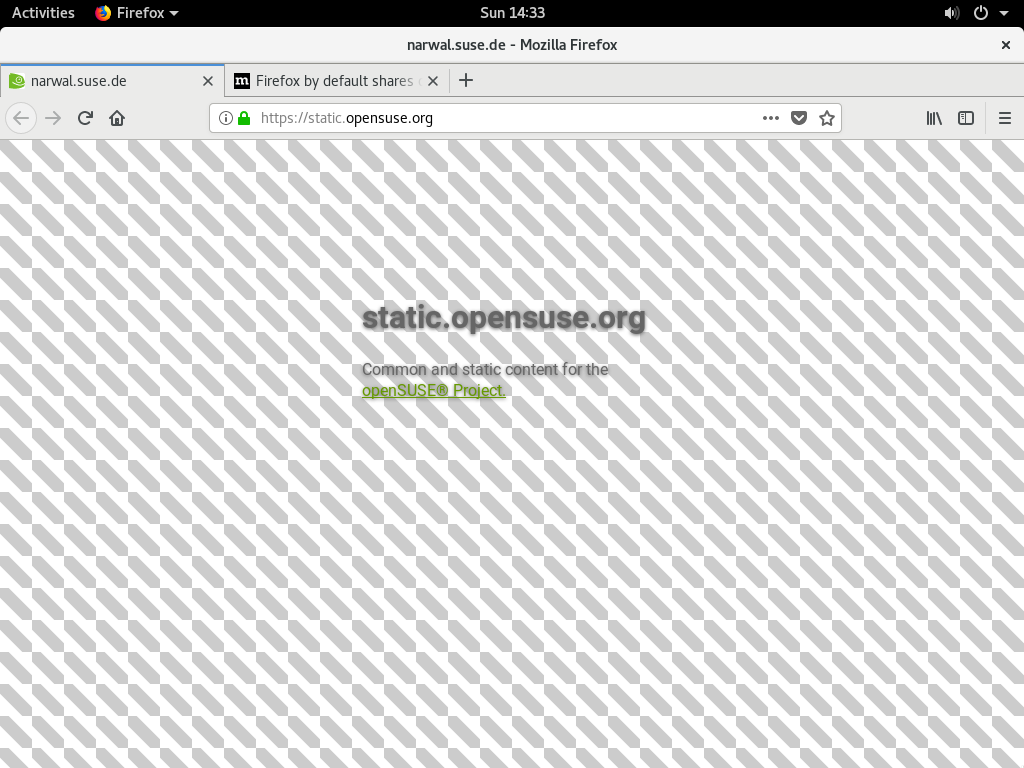 Activities Firefox Sun 14:33
narwal.suse.de - Mozilla Firefox
narwal.suse.de Firefox by default shares
https://static.opensuse.org
static.opensuse.org
Common and static content for the
openSUSE® Project.